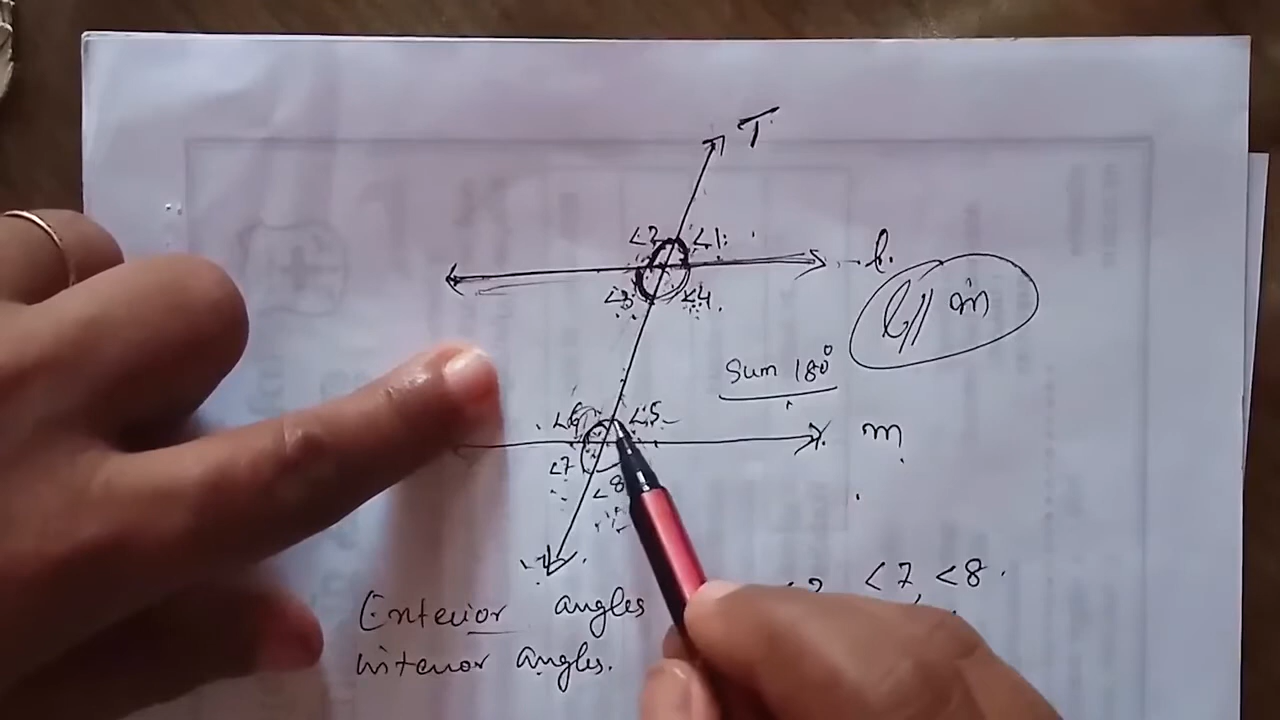 T
<2 <1
l
<3 <4
l || m
Sum 180°
<6 <5
m
<7
<8
<7, <8
Exterior angles
interior angles.